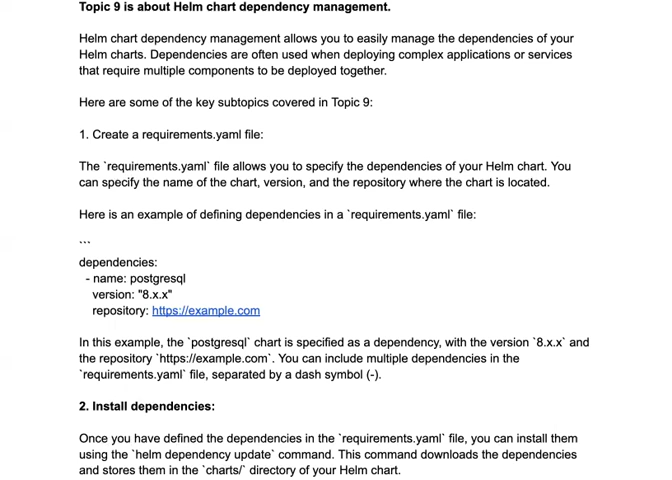 Topic 9 is about Helm chart dependency management.
Helm chart dependency management allows you to easily manage the dependencies of your
Helm charts. Dependencies are often used when deploying complex applications or services
that require multiple components to be deployed together.
Here are some of the key subtopics covered in Topic 9:
1. Create a requirements.yaml file:
The `requirements.yaml` file allows you to specify the dependencies of your Helm chart. You
can specify the name of the chart, version, and the repository where the chart is located.
Here is an example of defining dependencies in a `requirements.yaml` file:
```
dependencies:
- name: postgresql
version: "8.x.x"
repository: https://example.com
In this example, the `postgresql` chart is specified as a dependency, with the version `8.x.x` and
the repository `https://example.com`. You can include multiple dependencies in the
`requirements.yaml` file, separated by a dash symbol (-).
2. Install dependencies:
Once you have defined the dependencies in the `requirements.yaml` file, you can install them
using the `helm dependency update` command. This command downloads the dependencies
and stores them in the `charts/` directory of your Helm chart.